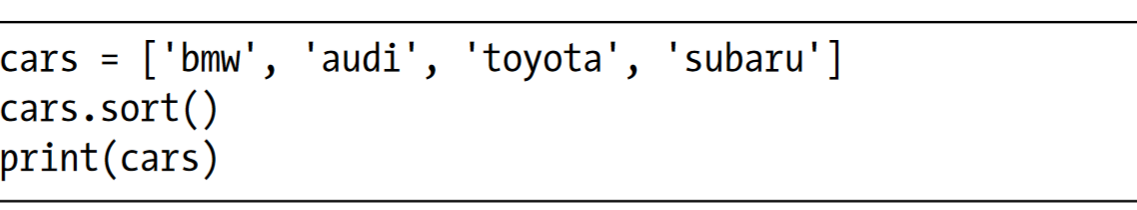 cars = ['bmw', 'audi', 'toyota', 'subaru']
cars.sort()
print(cars)